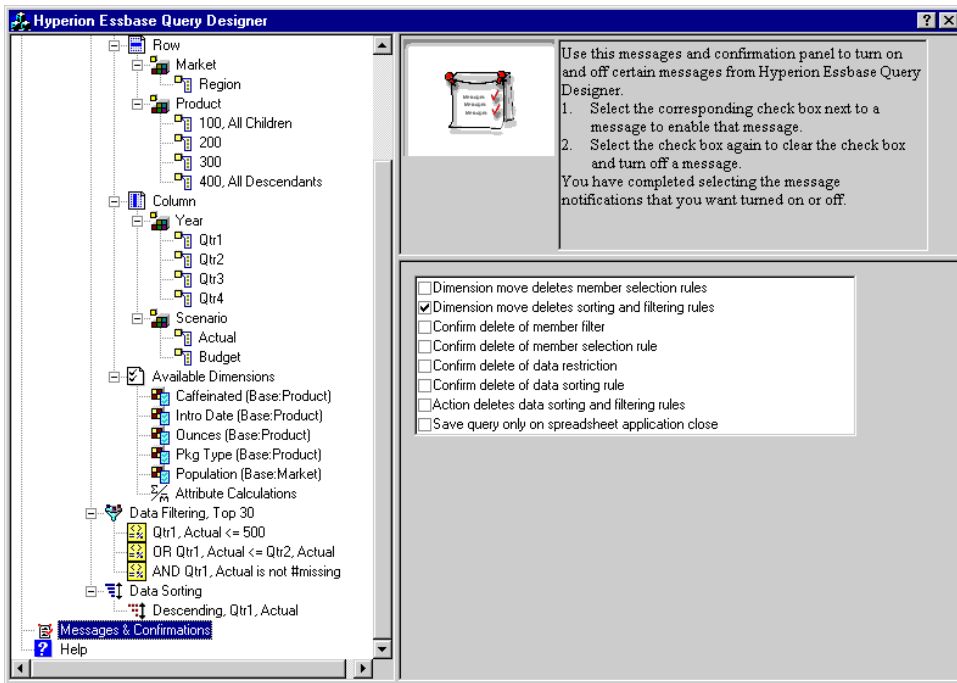 Hyperion Essbase Query Designer
Row
Market
Region
Product
100, All Children
200
300
400, All Descendants
Column
Year
Qtr1
Qtr2
Qtr3
Qtr4
Scenario
Actual
Budget
Available Dimensions
Caffeinated (Base:Product)
Intro Date (Base:Product)
Ounces (Base:Product)
Pkg Type (Base:Product)
Population (Base:Market)
Attribute Calculations
Data Filtering, Top 30
Qtr1, Actual <= 500
OR Qtr1, Actual <= Qtr2, Actual
AND Qtr1, Actual is not #missing
Data Sorting
Descending, Qtr1, Actual
Messages & Confirmations
Help
Messages
Messages
Messages
Use this messages and confirmation panel to turn on
and off certain messages from Hyperion Essbase Query
Designer.
1. Select the corresponding check box next to a
message to enable that message.
2. Select the check box again to clear the check box
and turn off a message.
You have completed selecting the message
notifications that you want turned on or off.
Dimension move deletes member selection rules
Dimension move deletes sorting and filtering rules
Confirm delete of member filter
Confirm delete of member selection rule
Confirm delete of data restriction
Confirm delete of data sorting rule
Action deletes data sorting and filtering rules
Save query only on spreadsheet application close